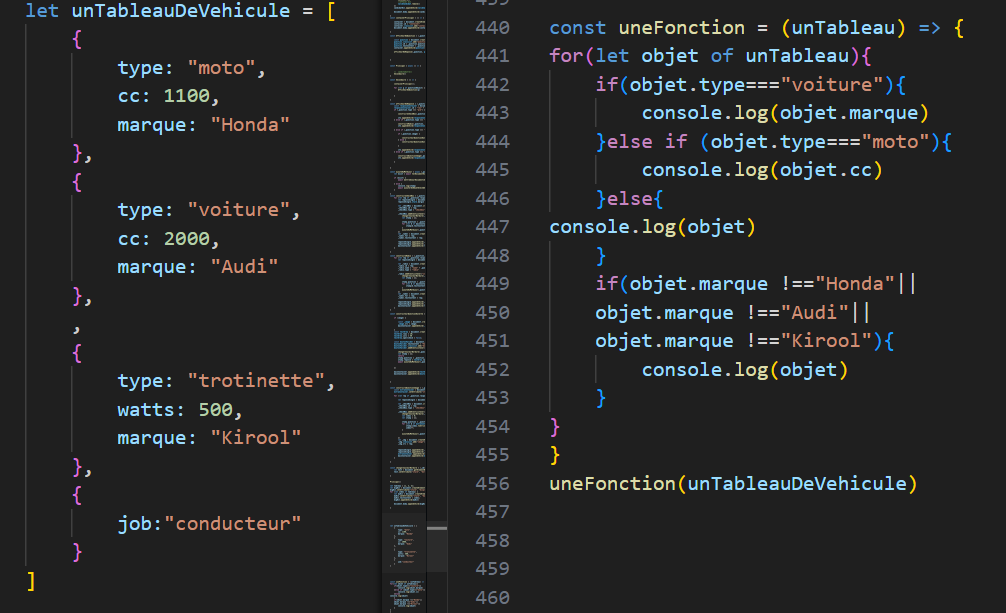 let unTableauDeVehicule = [
{
type: "moto",
cc: 1100,
marque: "Honda"
},
{
type: "voiture",
cc: 2000,
marque: "Audi"
},
,
{
type: "trotinette",
watts: 500,
marque: "Kirool"
},
{
job:"conducteur"
}
]
440 const uneFonction = (unTableau) => {
441 for(let objet of unTableau){
442 if(objet.type==="voiture"){
443 console.log(objet.marque)
444 }else if (objet.type==="moto"){
445 console.log(objet.cc)
446 }else{
447 console.log(objet)
448 }
449 if(objet.marque !=="Honda"||
450 objet.marque !=="Audi"||
451 objet.marque !=="Kirool"){
452 console.log(objet)
453 }
454 }
455 }
456 uneFonction(unTableauDeVehicule)
457
458
459
460